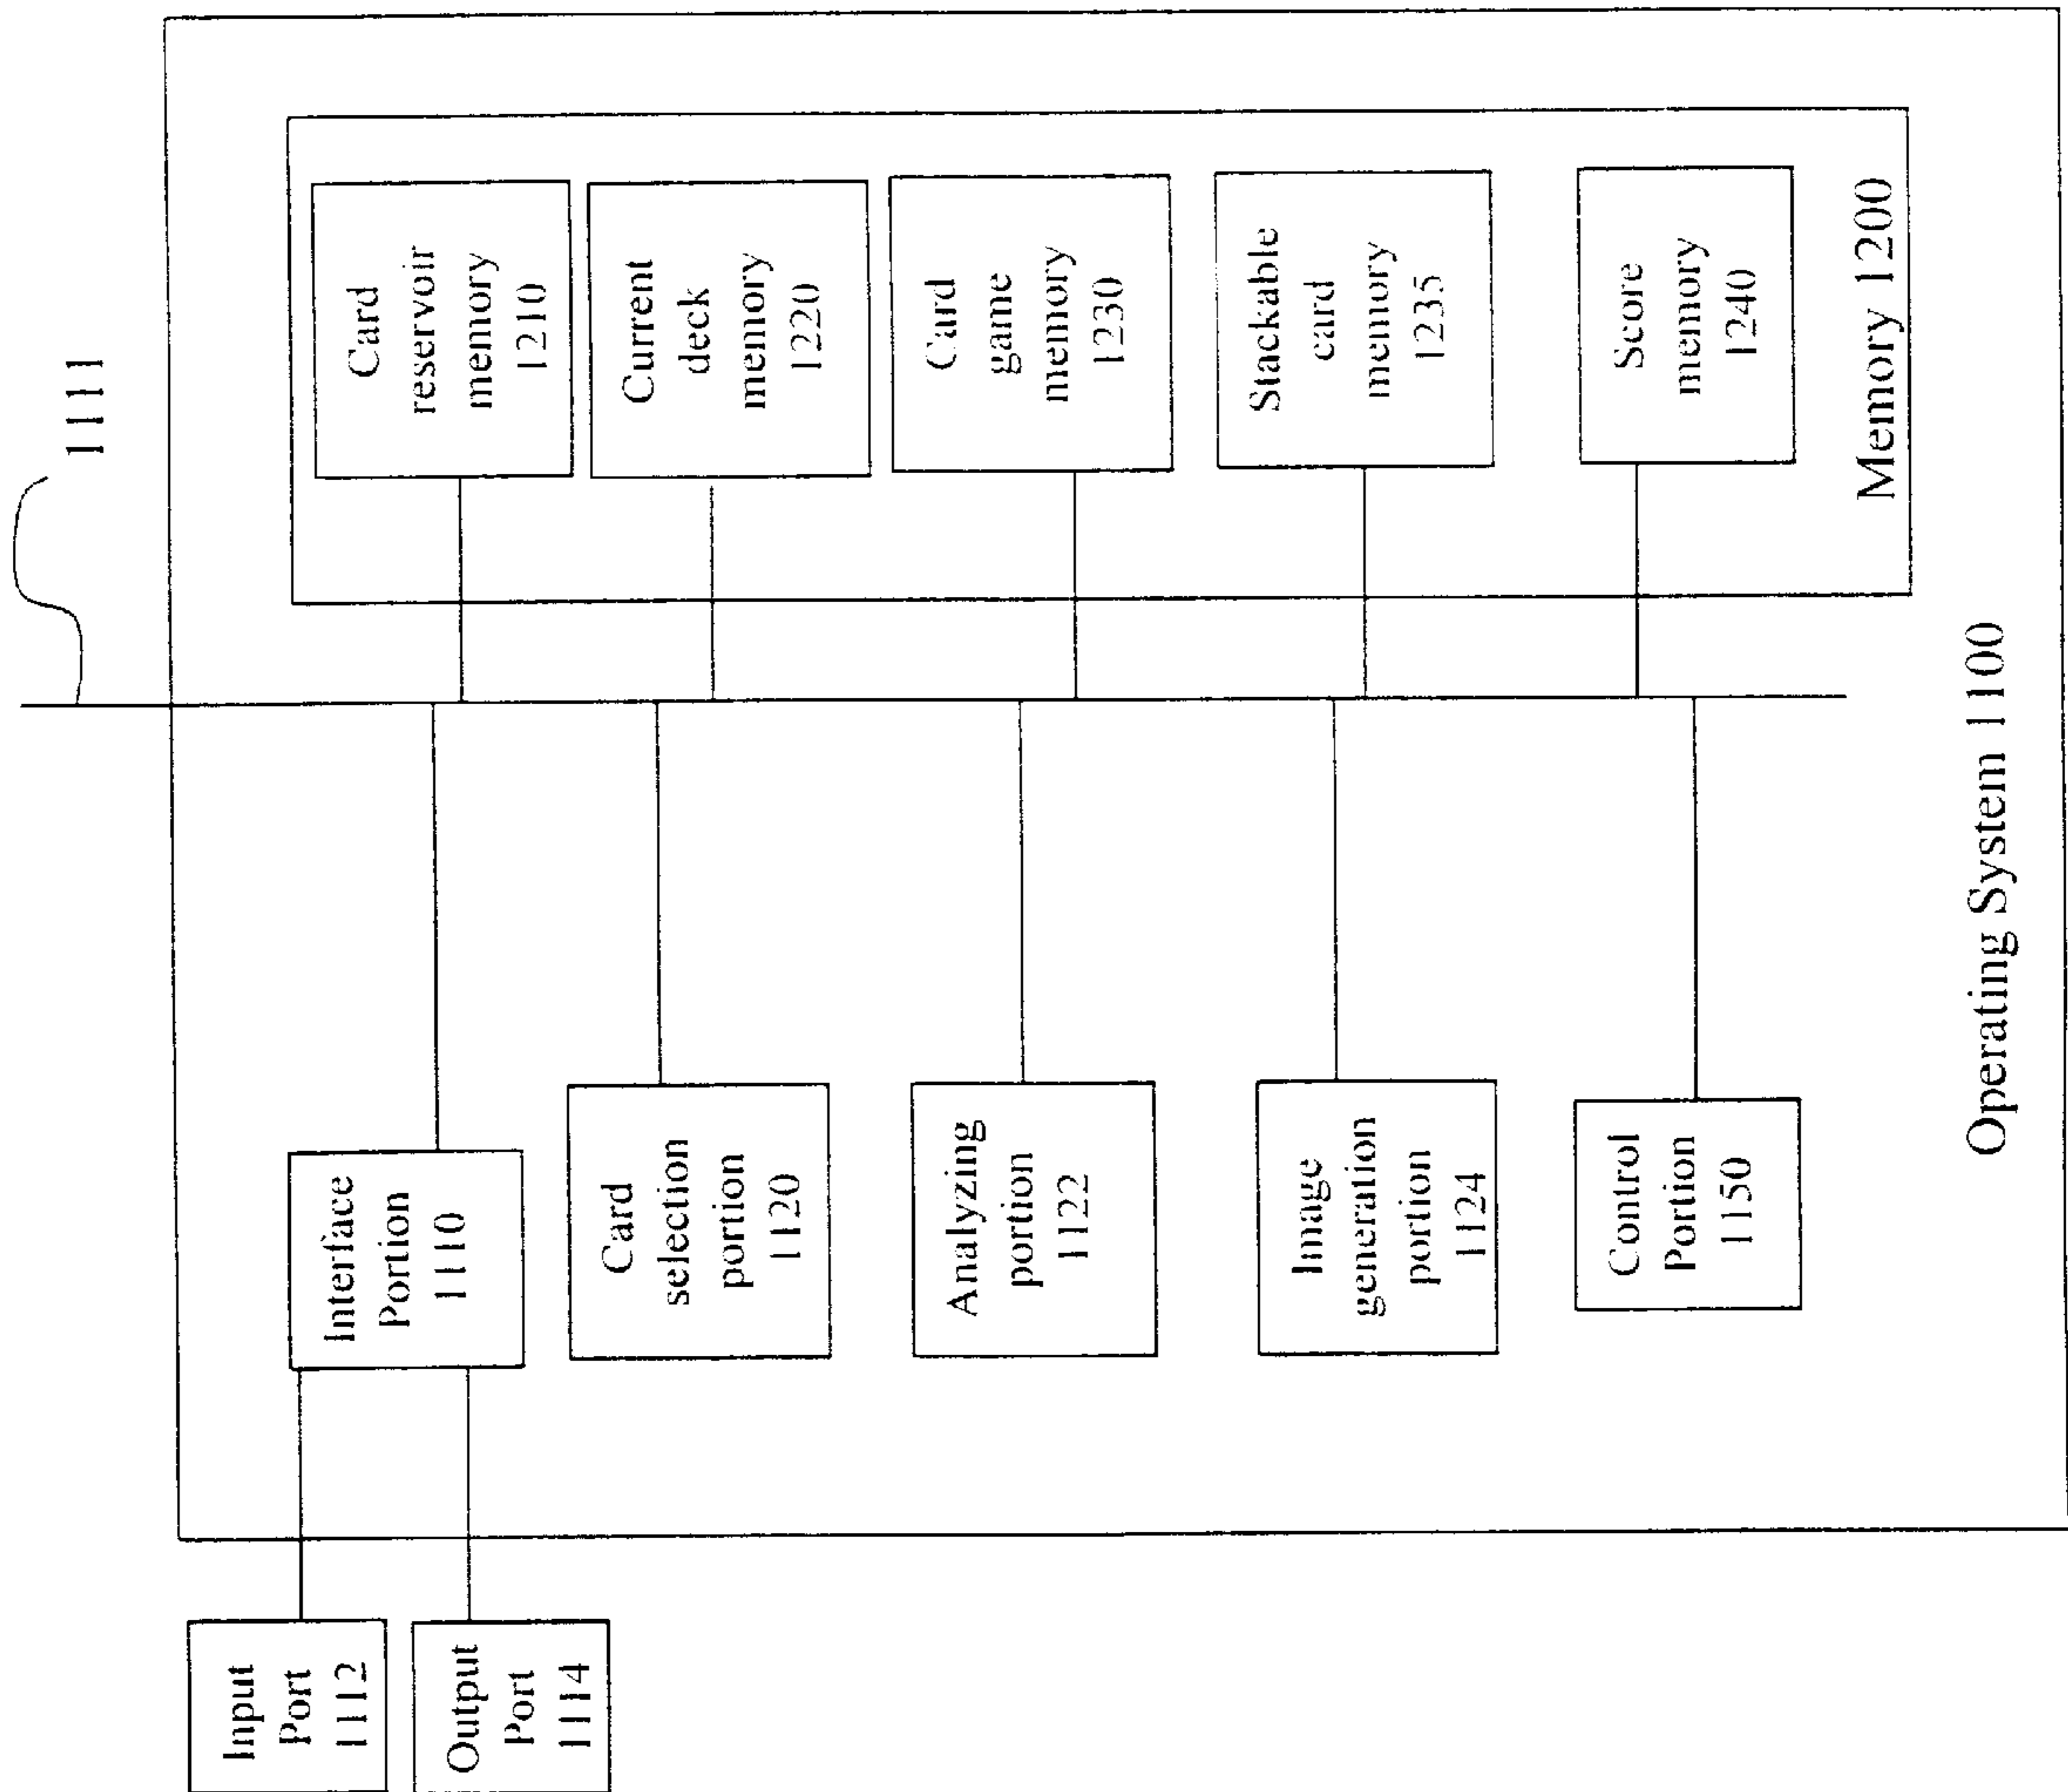 1111
Input
Port
1112
Output
Port
1114
Interface
Portion
1110
Card
selection
portion
1120
Analyzing
portion
1122
Image
generation
portion
1124
Control
Portion
1150
Card
reservoir
memory
1210
Current
deck
memory
1220
Card
game
memory
1230
Stackable
card
memory
1235
Score
memory
1240
Memory 1200
Operating System 1100